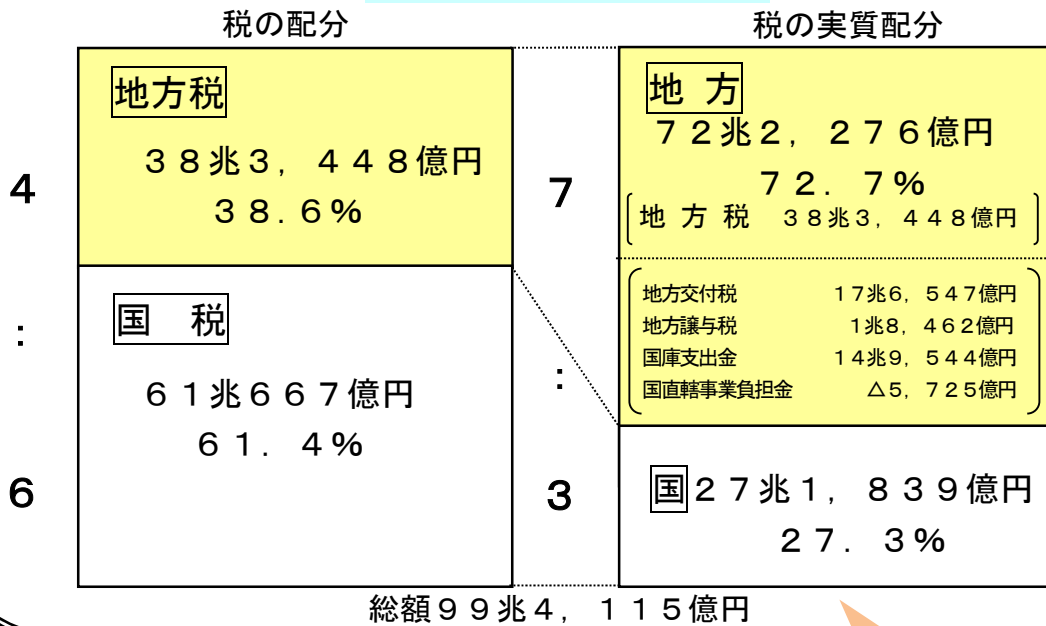 税の配分
税の実質配分
地方税
38兆3,448億円
38.6%
国 税
61兆667億円
61.4%
4
:
6
7
:
3
地 方
72兆2,276億円
72.7%
地 方 税 38兆3,448億円
地方交付税 17兆6,547億円
地方譲与税 1兆8,462億円
国庫支出金 14兆9,544億円
国直轄事業負担金 △5,725億円
国27兆1,839億円
27.3%
総額99兆4,115億円